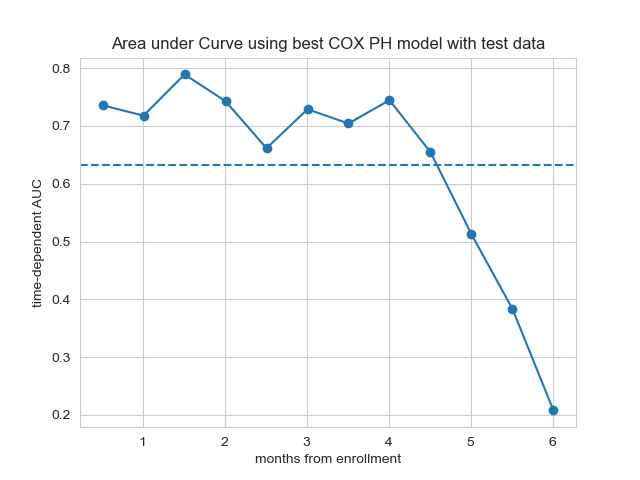 Area under Curve using best COX PH model with test data
0.8
0.7
0.6
0.5
0.4
0.3
0.2
time-dependent AUC
1 2 3 4 5 6
months from enrollment